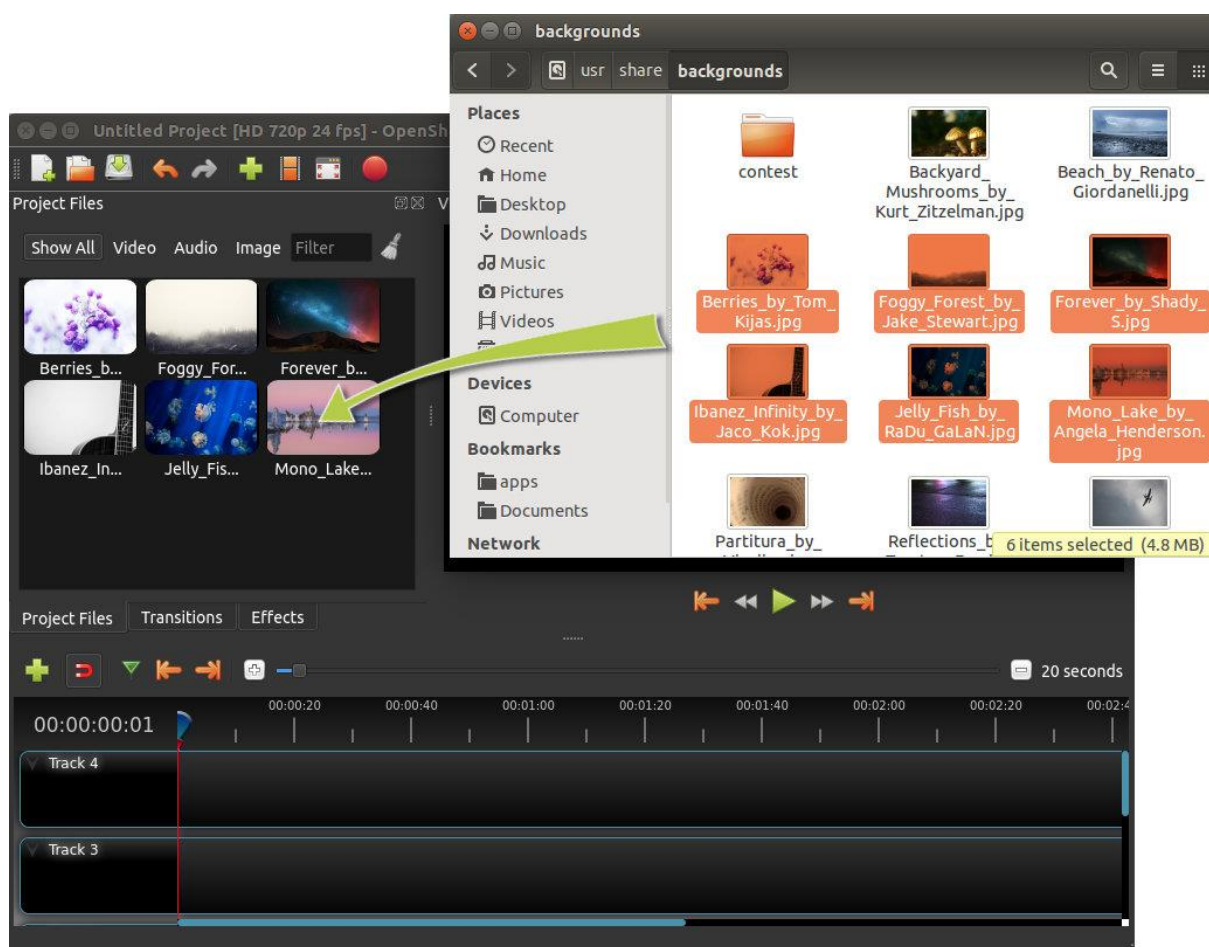 backgrounds
usr share backgrounds
Places
Recent
Home
Desktop
Downloads
Music
Pictures
Videos
Devices
Computer
Bookmarks
apps
Documents
Network
contest
Backyard_
Mushrooms_by_
Kurt_Zitzelman.jpg
Beach_by_Renato_
Giordanelli.jpg
Berries_by_Tom_
Kijas.jpg
Foggy_Forest_by_
Jake_Stewart.jpg
Forever_by_Shady_
S.jpg
Ibanez_Infinity_by_
Jaco_Kok.jpg
Jelly_Fish_by_
RaDu_GaLaN.jpg
Mono_Lake_by_
Angela_Henderson.
jpg
Partitura_by_
Reflections_b
6 items selected (4.8 MB)
Untitled Project [HD 720p 24 fps] - OpenSh
Project Files
V
Show All Video Audio Image Filter
Berries_b...
Foggy_For...
Forever_b...
Ibanez_In...
Jelly_Fis...
Mono_Lake...
Project Files Transitions Effects
20 seconds
00:00:00:01
00:00:20 00:00:40 00:01:00 00:01:20 00:01:40 00:02:00 00:02:20 00:02:4
Track 4
Track 3